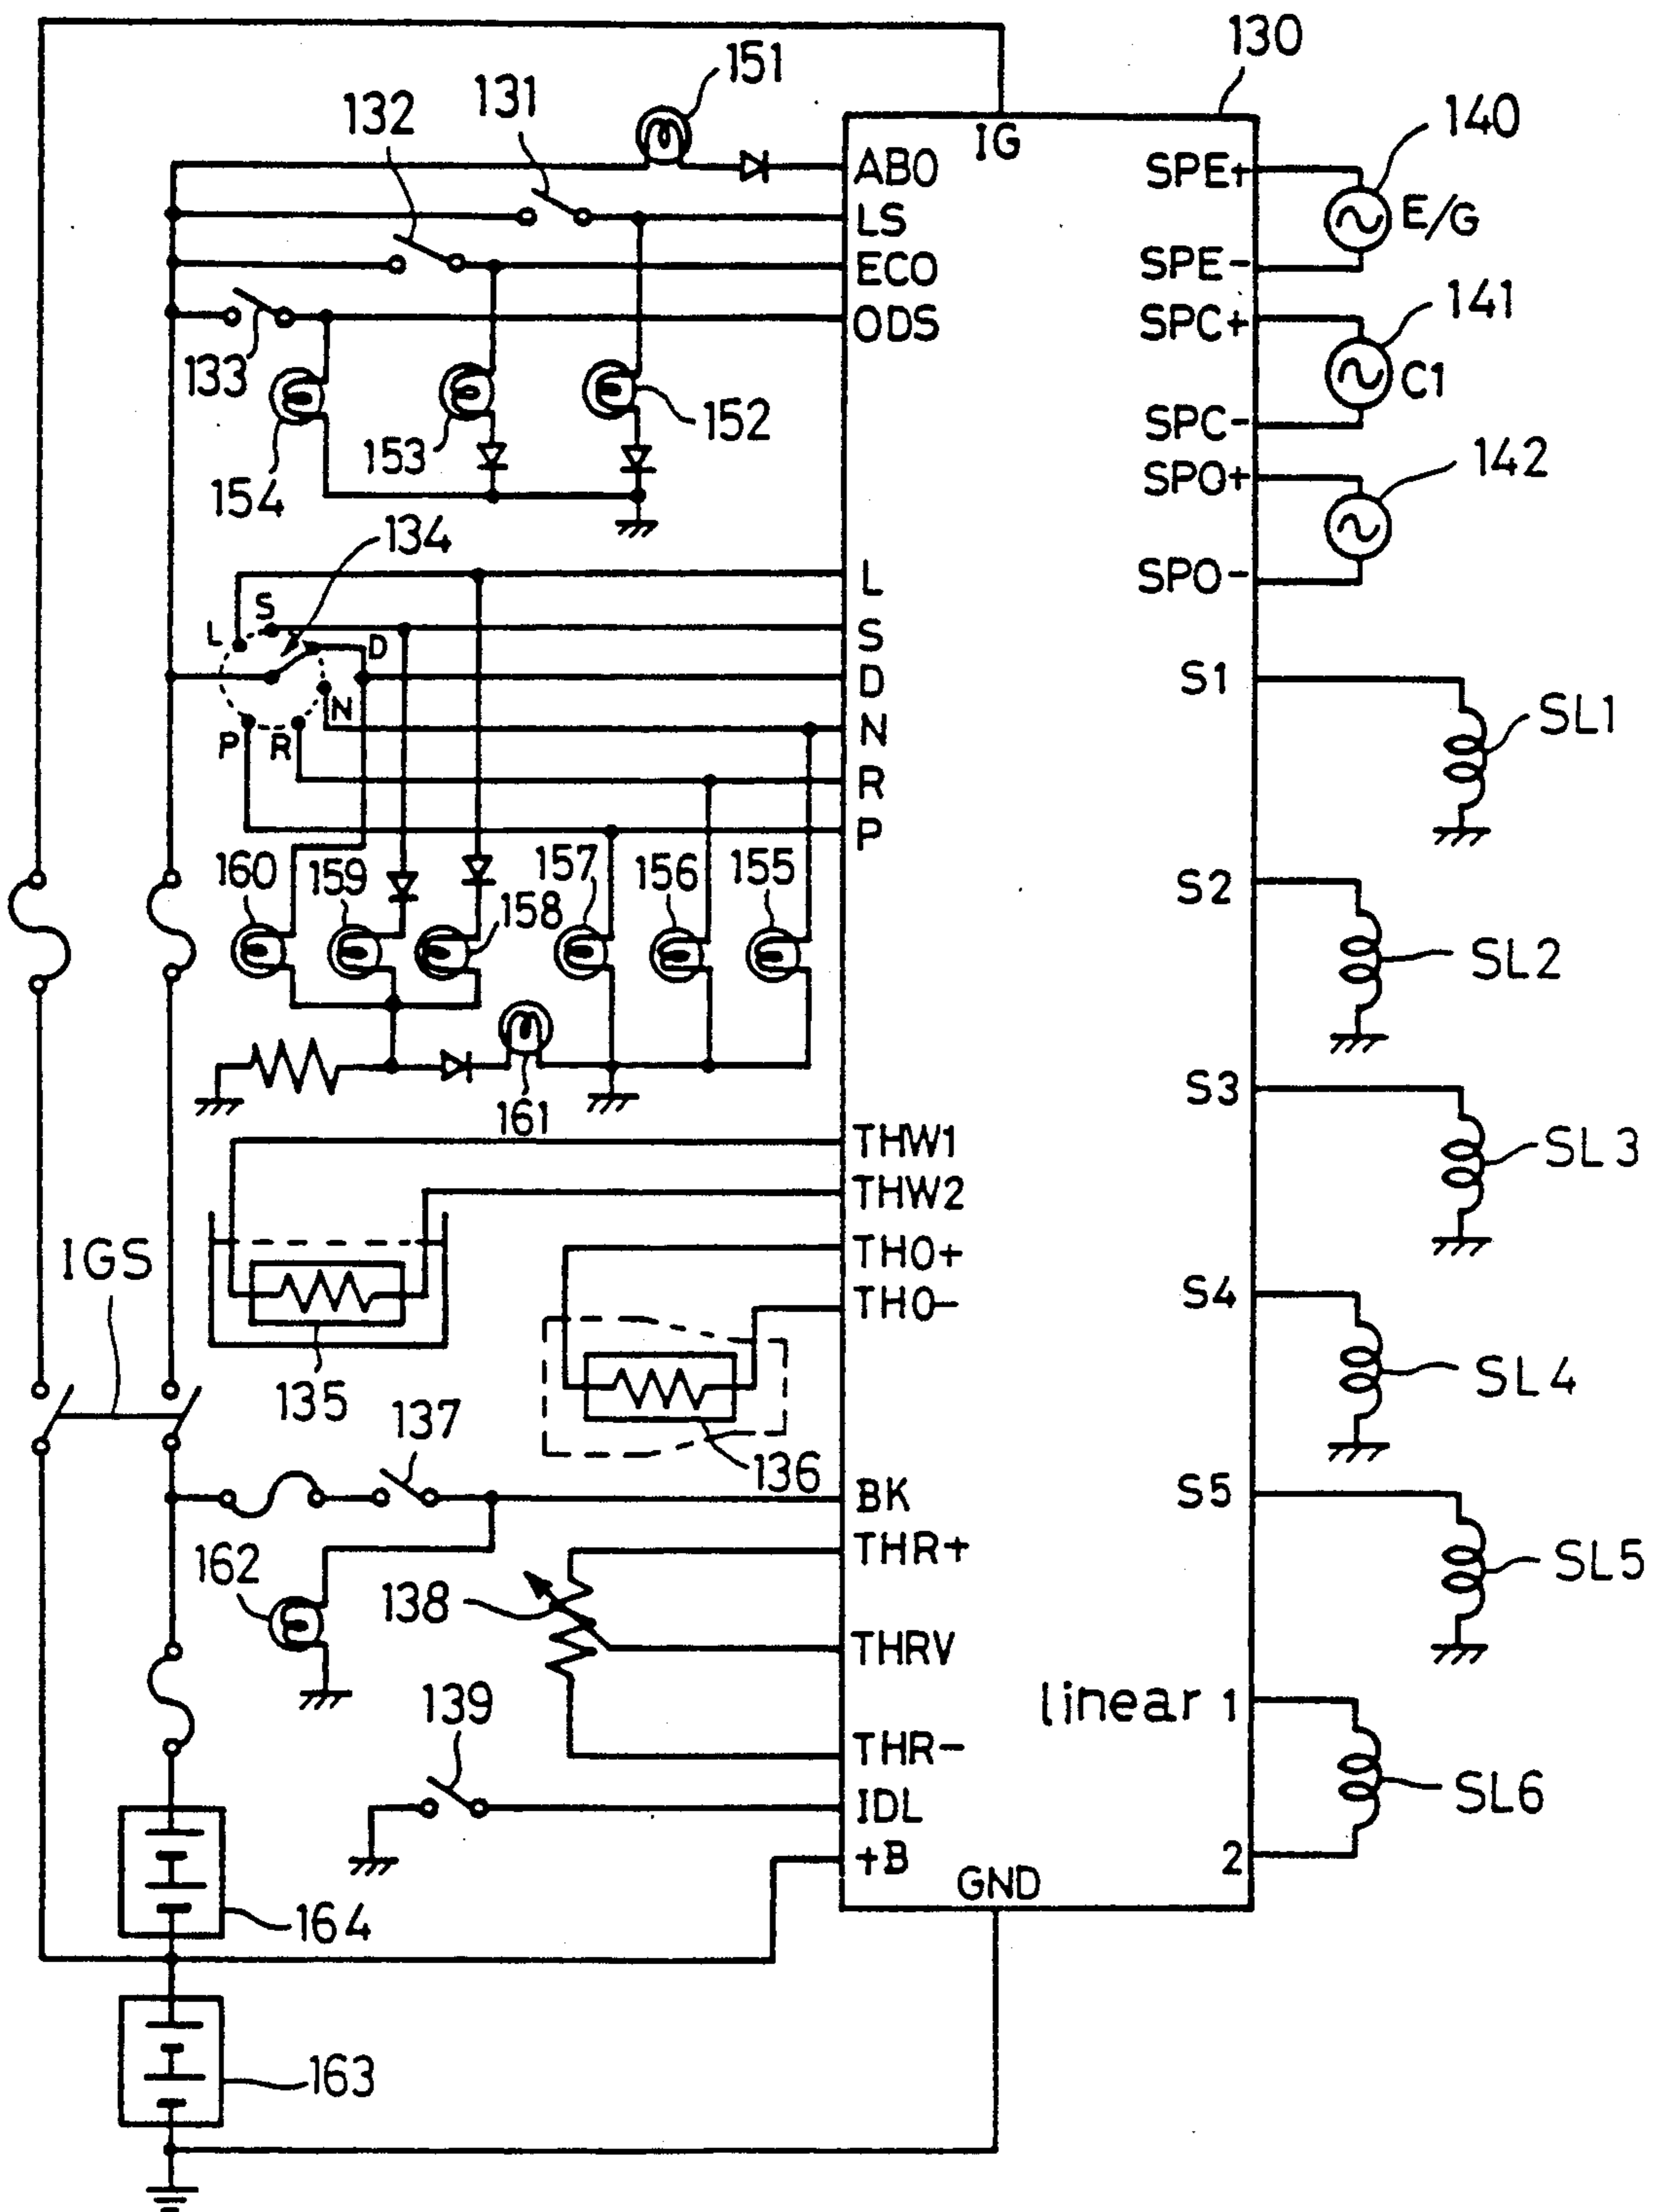 130
151
131
132
IG
140
ABO
SPE+
LS
E/G
ECO
SPE-
141
ODS
SPC+
133
C1
152
SPC-
153
142
154
SPO+
134
SPO-
L
S
L
S
D
D
S1
N
N
SL1
P
R
R
P
160
159
157
156
155
S2
158
SL2
161
S3
THW1
SL3
THW2
THO+
IGS
THO-
S4
135
SL4
137
136
BK
S5
THR+
162
SL5
138
THRV
linear 1
139
THR-
SL6
IDL
+B
2
GND
164
163